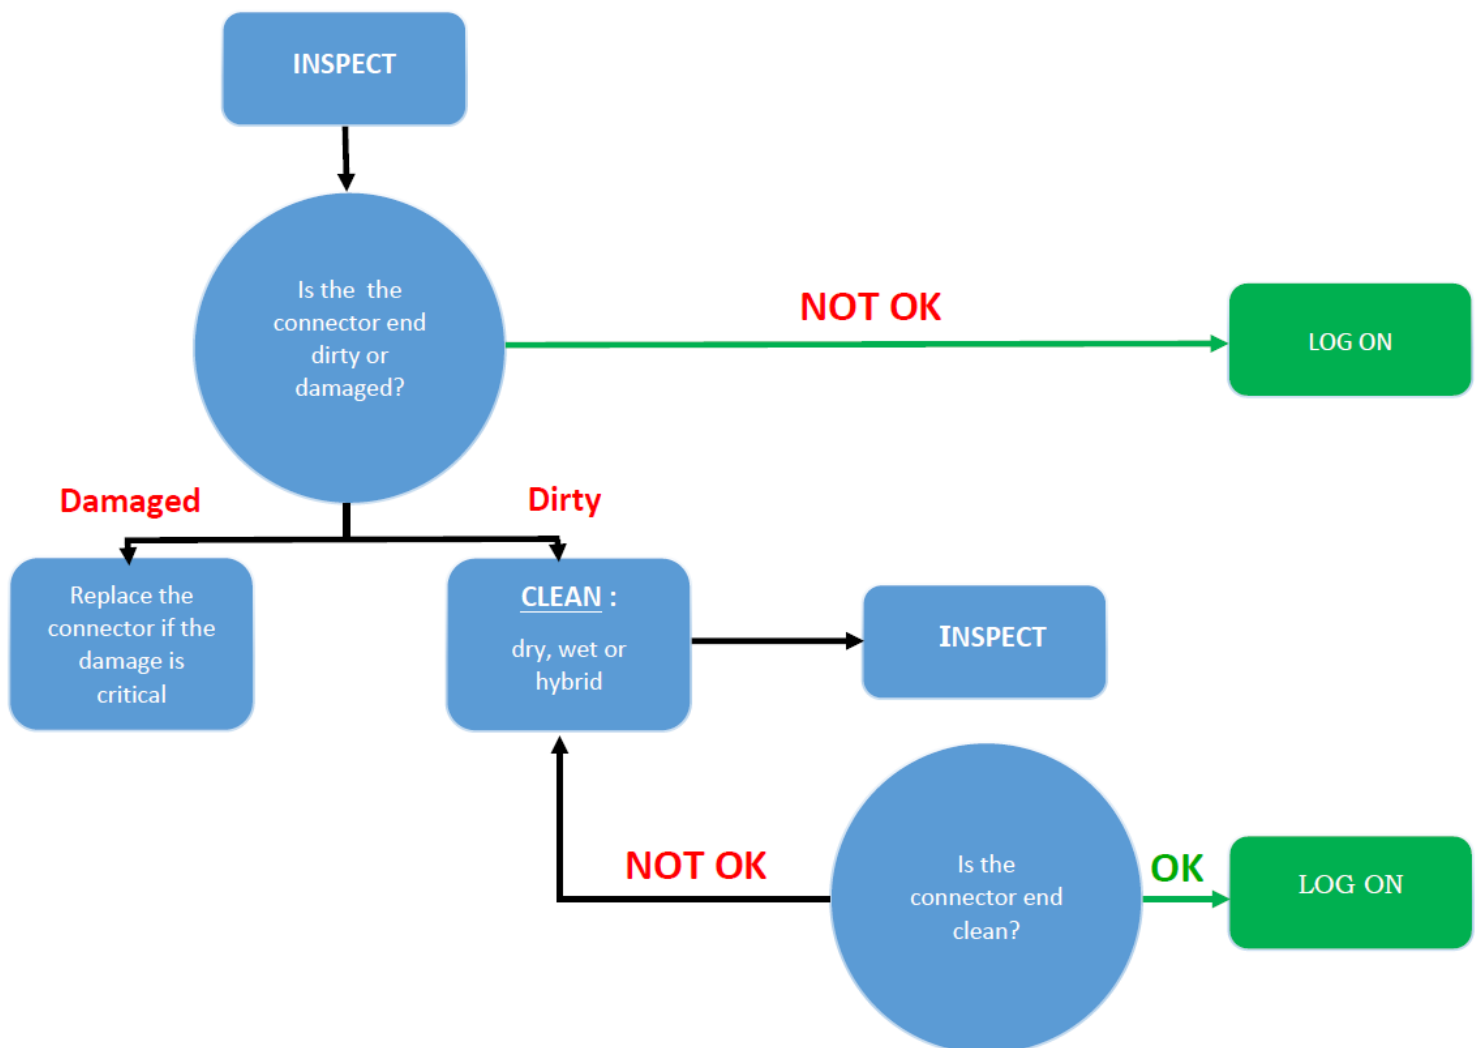 INSPECT
Is the  the
connector end
dirty or
damaged?
NOT OK
LOG ON
Damaged
Dirty
Replace the
connector if the
damage is
critical
CLEAN :
dry, wet or
hybrid
INSPECT
NOT OK
Is the
connector end
clean?
OK
LOG ON